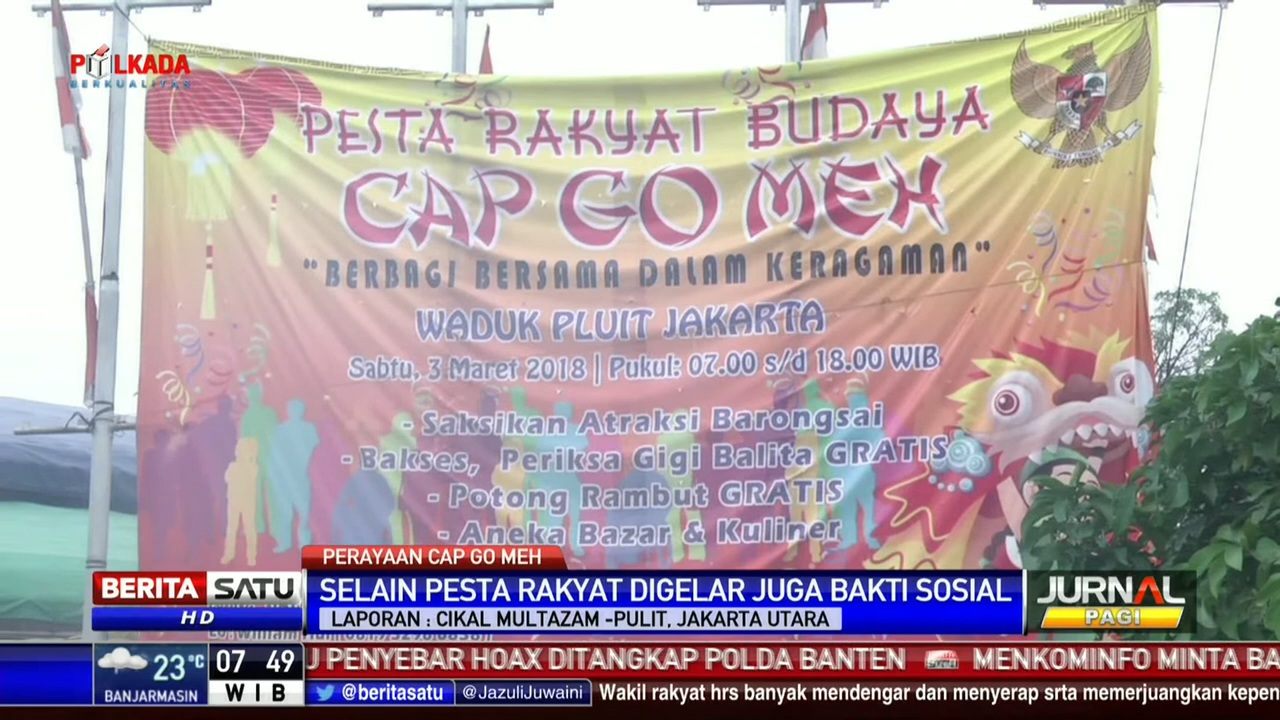 PILKADA
BERKUALITAS
PESTA RAKYAT BUDAYA
CAP GO MEH
"BERBAGI BERSAMA DALAM KERAGAMAN"
WADUK PLUIT JAKARTA
Sabtu, 3 Maret 2018 | Pukul: 07.00 s/d 18.00 WIB
- Saksikan Atraksi Barongsai
- Bakses, Periksa Gigi Balita GRATIS
- Potong Rambut GRATIS
- Aneka Bazar & Kuliner
PERAYAAN CAP GO MEH
BERITA SATU
HD
SELAIN PESTA RAKYAT DIGELAR JUGA BAKTI SOSIAL
LAPORAN : CIKAL MULTAZAM -PULIT, JAKARTA UTARA
JURNAL
PAGI
23°C
BANJARMASIN
07 49
WIB
U PENYEBAR HOAX DITANGKAP POLDA BANTEN MENKOMINFO MINTA BA
@beritasatu @JazuliJuwaini Wakil rakyat hrs banyak mendengar dan menyerap srta memerjuangkan kepen